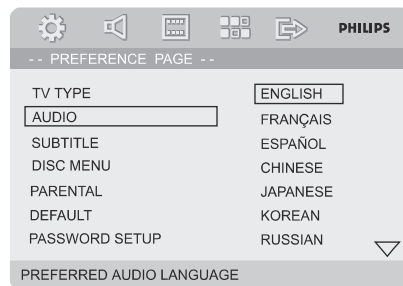 PHILIPS
-- PREFERENCE PAGE --
TV TYPE
AUDIO
SUBTITLE
DISC MENU
PARENTAL
DEFAULT
PASSWORD SETUP
ENGLISH
FRANÇAIS
ESPAÑOL
CHINESE
JAPANESE
KOREAN
RUSSIAN
PREFERRED AUDIO LANGUAGE